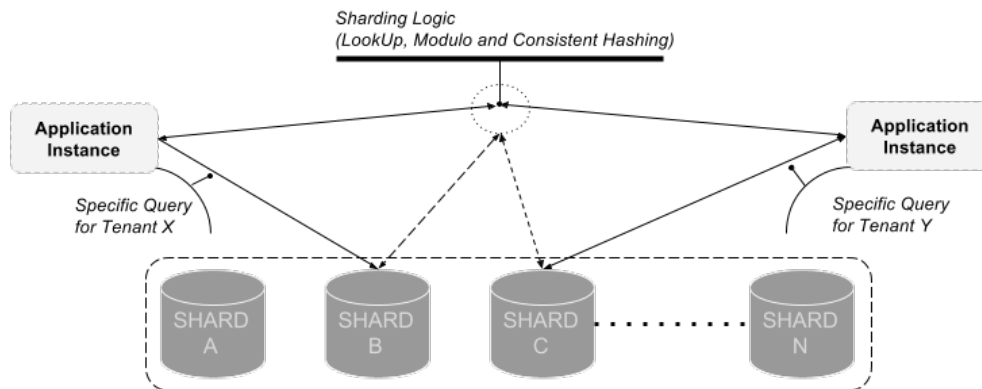 Sharding Logic
(LookUp, Modulo and Consistent Hashing)
Application
Instance
Application
Instance
Specific Query
for Tenant X
Specific Query
for Tenant Y
SHARD
A
SHARD
B
SHARD
C
SHARD
N